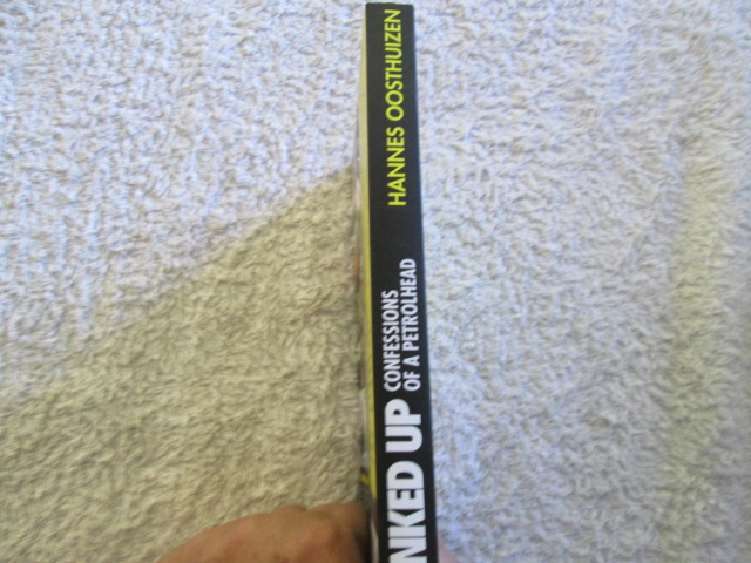 NKED UP
CONFESSIONS
OF A PETROLHEAD
HANNES OOSTHUIZEN